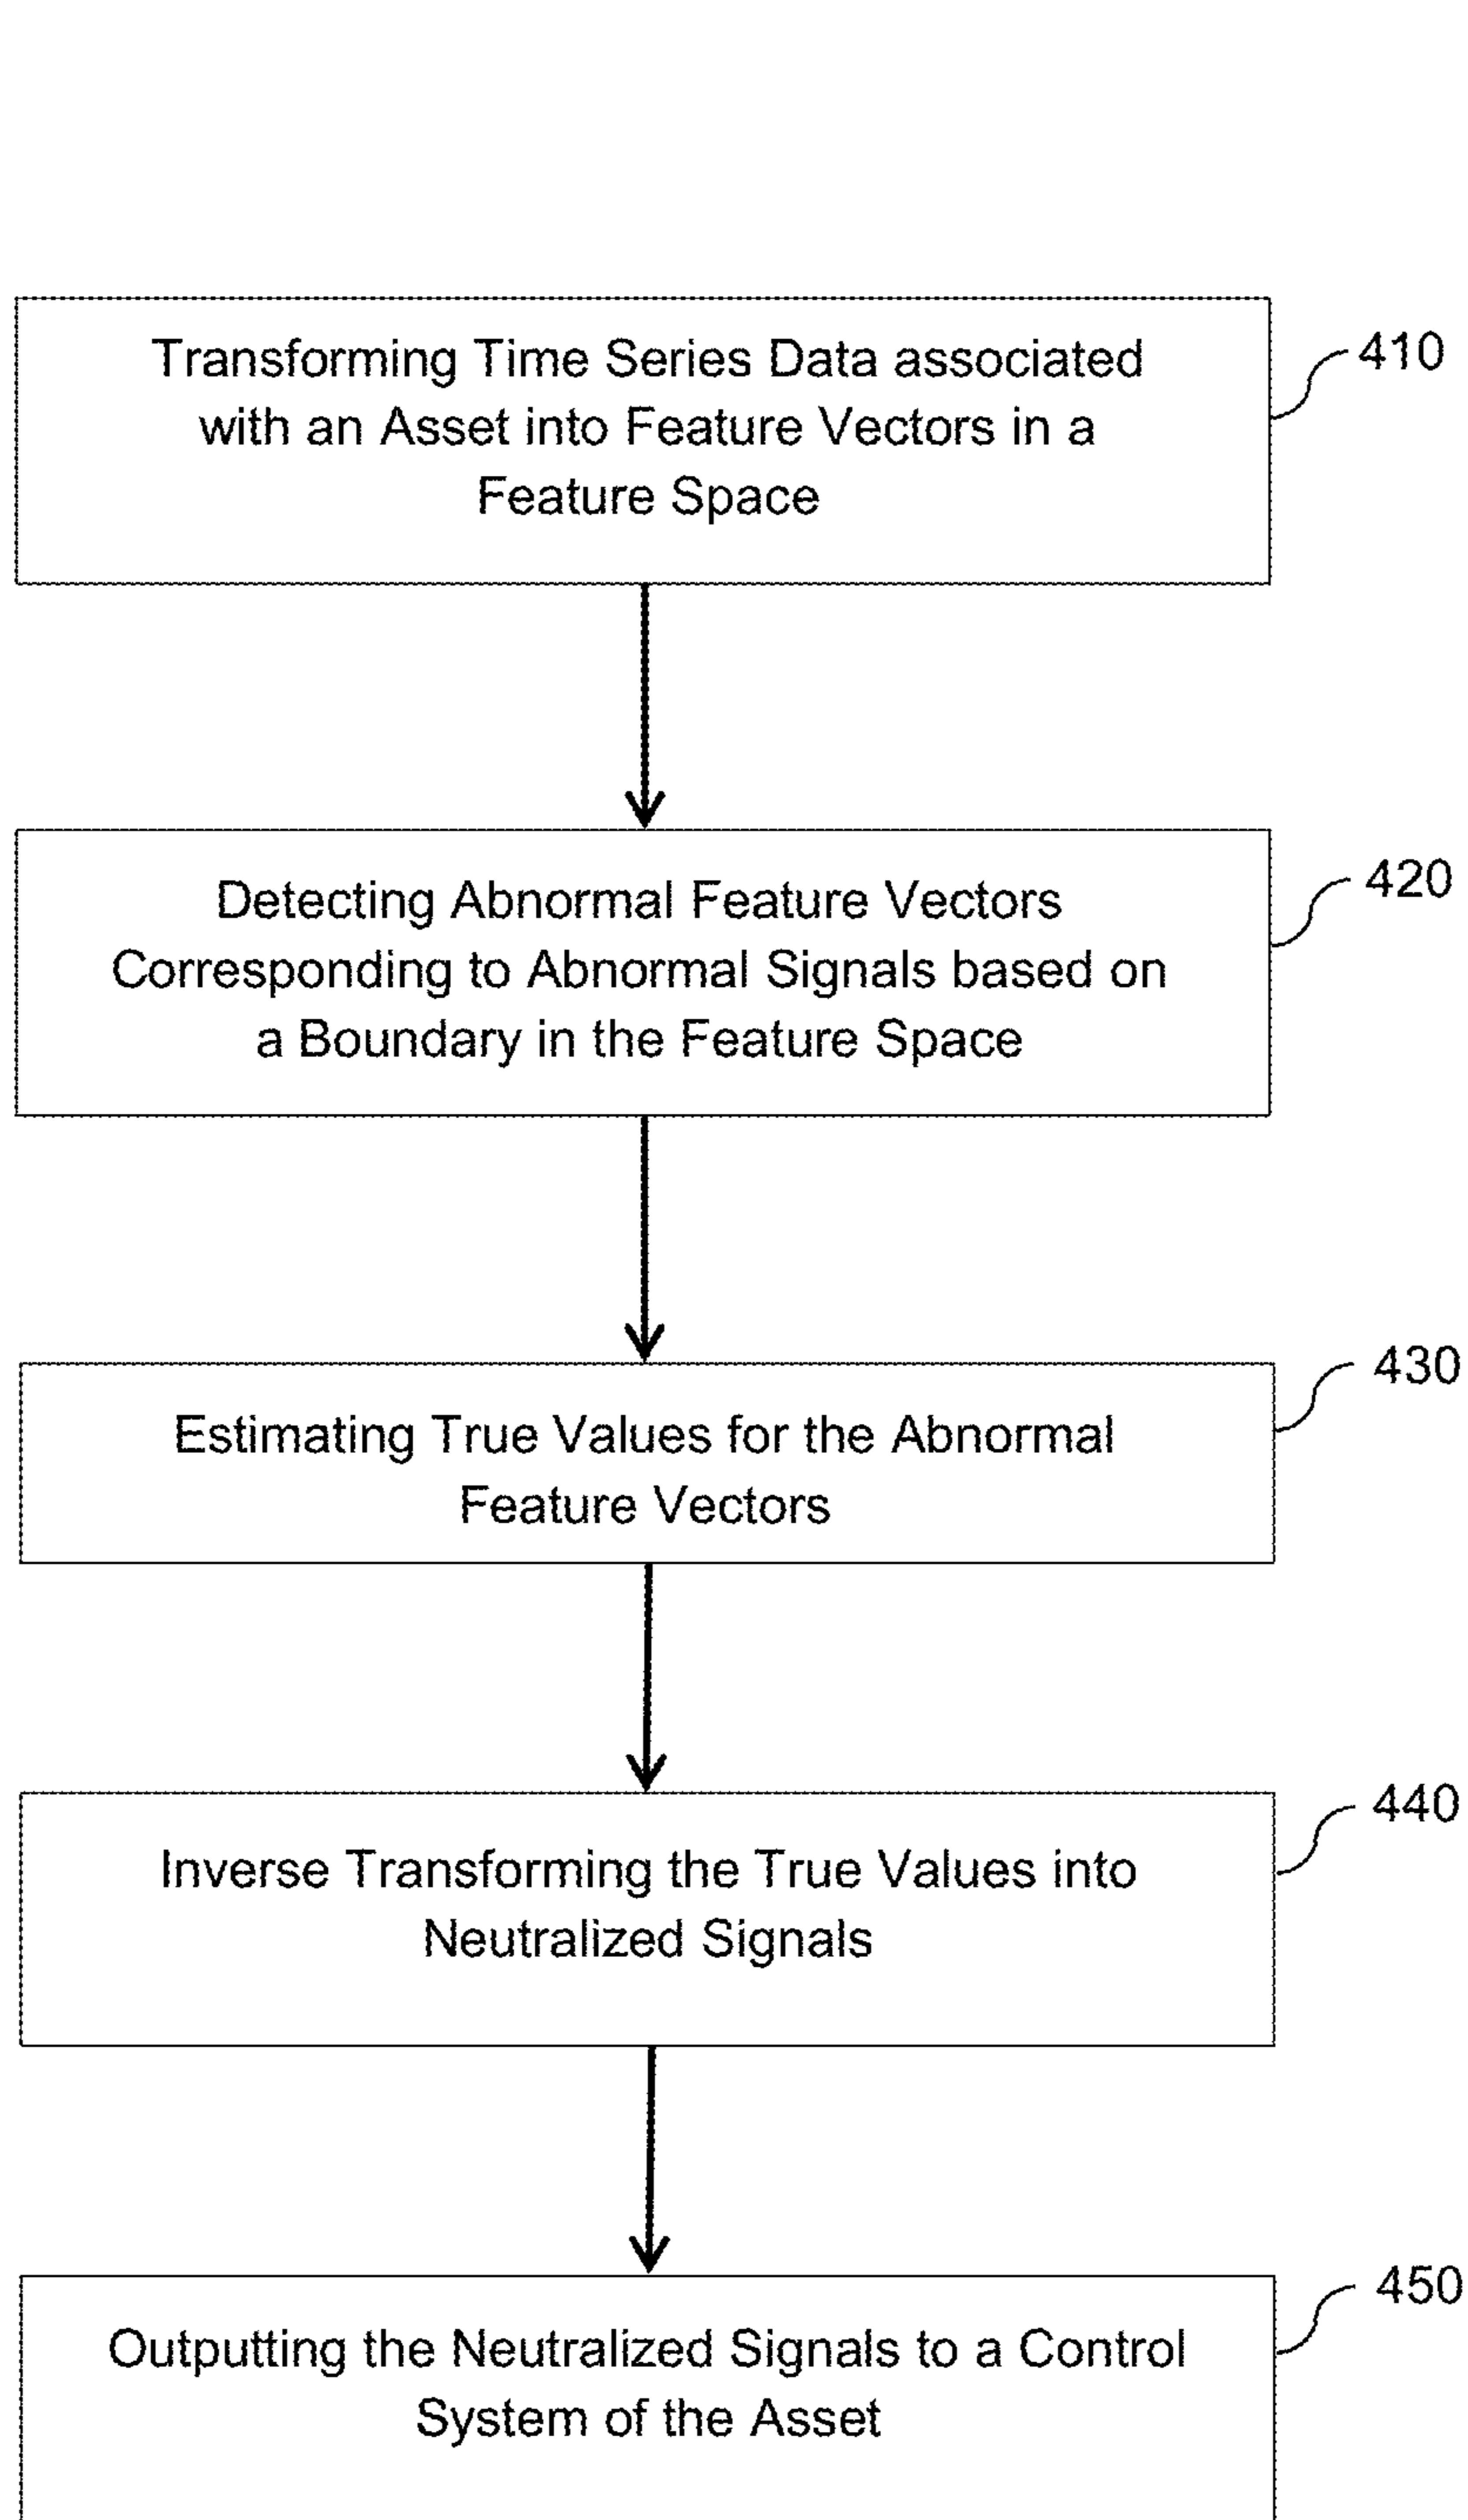 Transforming Time Series Data associated
with an Asset into Feature Vectors in a
Feature Space
410
Detecting Abnormal Feature Vectors
Corresponding to Abnormal Signals based on
a Boundary in the Feature Space
420
Estimating True Values for the Abnormal
Feature Vectors
430
Inverse Transforming the True Values into
Neutralized Signals
440
Outputting the Neutralized Signals to a Control
System of the Asset
450